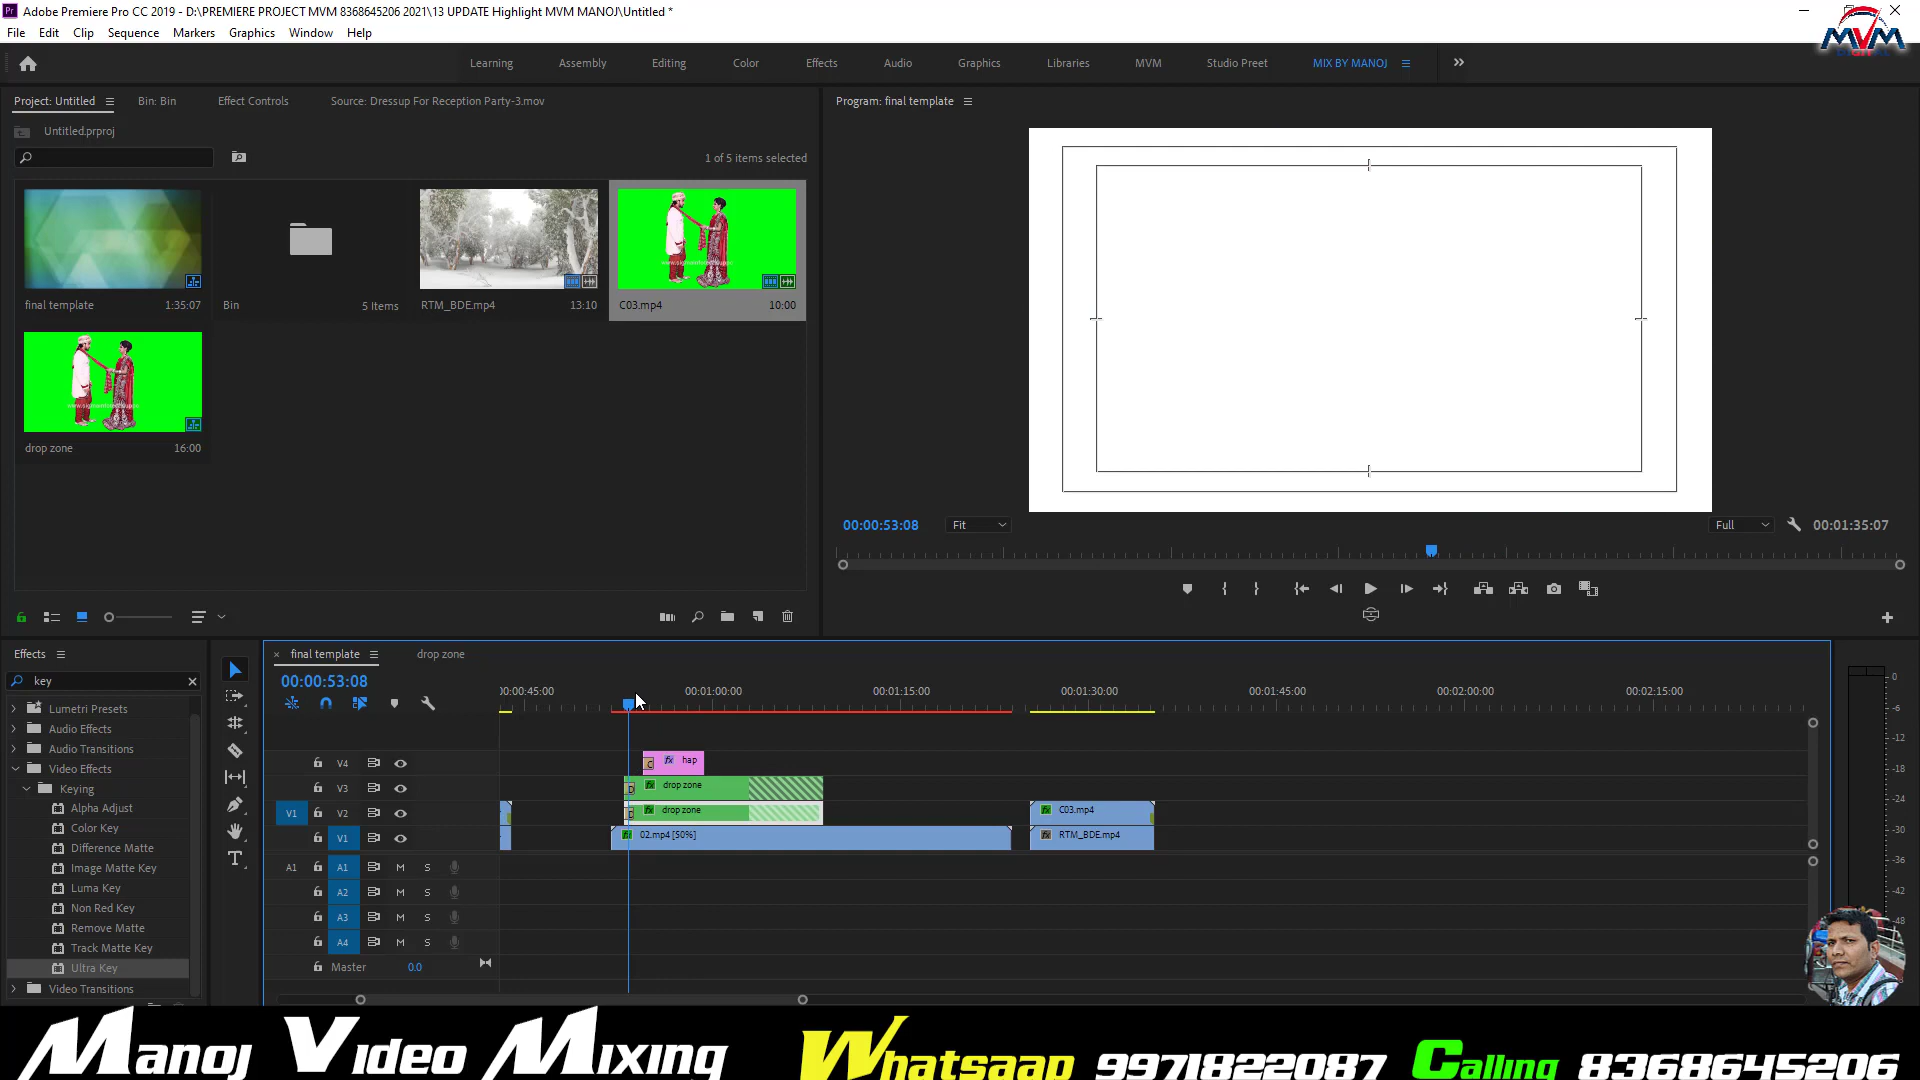 Adobe Premiere Pro CC 2019 - D:\PREMIERE PROJECT MVM 8368645206 2021\13 UPDATE Highlight MVM MANOJ\Untitled *
File Edit Clip Sequence Markers Graphics Window Help
MVM
Learning Assembly Editing Color Effects Audio Graphics Libraries MVM Studio Preet MIX BY MANOJ
Project: Untitled Bin: Bin Effect Controls Source: Dressup For Reception Party-3.mov
Program: final template
Untitled.prproj
1 of 5 items selected
final template 1:35:07
Bin 5 Items
RTM_BDE.mp4 13:10
C03.mp4 10:00
drop zone 16:00
00:00:53:08 Fit Full 00:01:35:07
Effects
key
Lumetri Presets
Audio Effects
Audio Transitions
Video Effects
Keying
Alpha Adjust
Color Key
Difference Matte
Image Matte Key
Luma Key
Non Red Key
Remove Matte
Track Matte Key
Ultra Key
Video Transitions
final template drop zone
00:00:53:08
00:00:45:00 00:01:00:00 00:01:15:00 00:01:30:00 00:01:45:00 00:02:00:00 00:02:15:00
V4 hap
V3 drop zone
V1 V2 drop zone C03.mp4
V1 02.mp4 [50%] RTM_BDE.mp4
A1 A1 M S
A2 M S
A3 M S
A4 M S
Master 0.0
0
-6
-12
-18
-24
-30
-36
-42
-48
Manoj Video Mixing Whatsaap 9971822087 Calling 8368645206